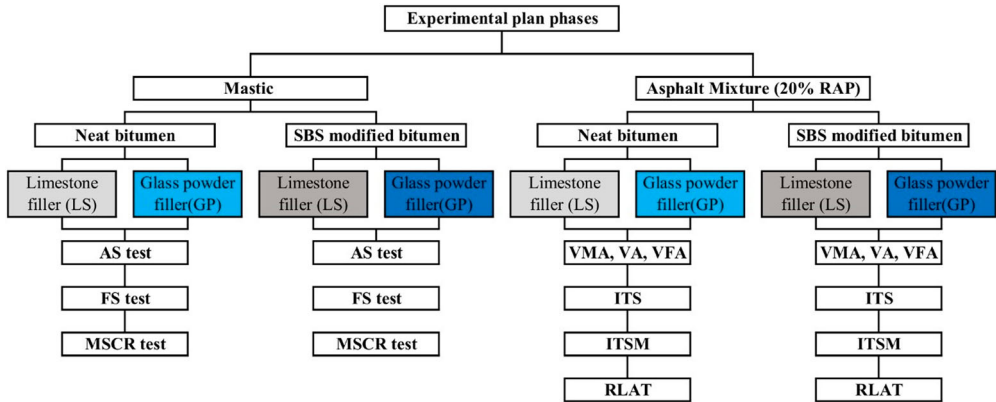 Experimental plan phases
Mastic
Asphalt Mixture (20% RAP)
Neat bitumen
SBS modified bitumen
Neat bitumen
SBS modified bitumen
Limestone
filler (LS)
Glass powder
filler(GP)
Limestone
filler (LS)
Glass powder
filler(GP)
Limestone
filler (LS)
Glass powder
filler(GP)
Limestone
filler (LS)
Glass powder
filler(GP)
AS test
AS test
VMA, VA, VFA
VMA, VA, VFA
FS test
FS test
ITS
ITS
MSCR test
MSCR test
ITSM
ITSM
RLAT
RLAT